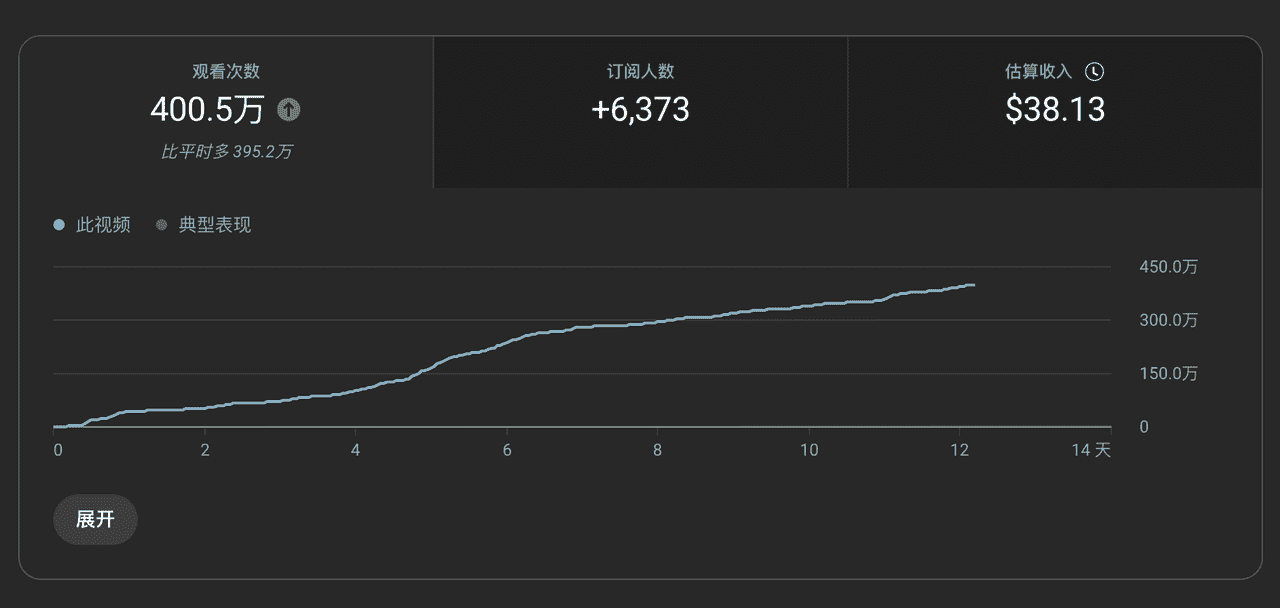 观看次数
400.5万
比平时多 395.2万
订阅人数
+6,373
估算收入
$38.13
此视频 典型表现
450.0万
300.0万
150.0万
0
0 2 4 6 8 10 12 14 天
展开